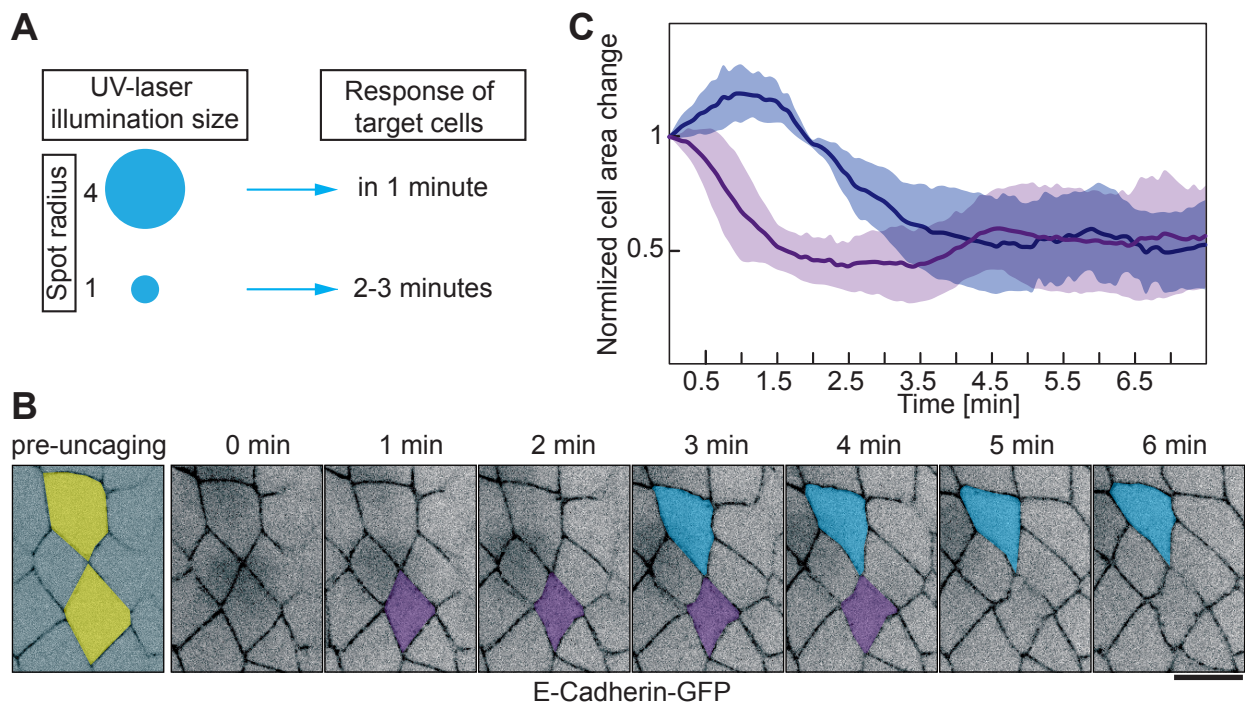 A
UV-laser
illumination size
Response of
target cells
Spot radius
4
in 1 minute
1
2-3 minutes
C
Normlized cell area change
1
0.5
0.5 1.5 2.5 3.5 4.5 5.5 6.5
Time [min]
B
pre-uncaging 0 min 1 min 2 min 3 min 4 min 5 min 6 min
E-Cadherin-GFP